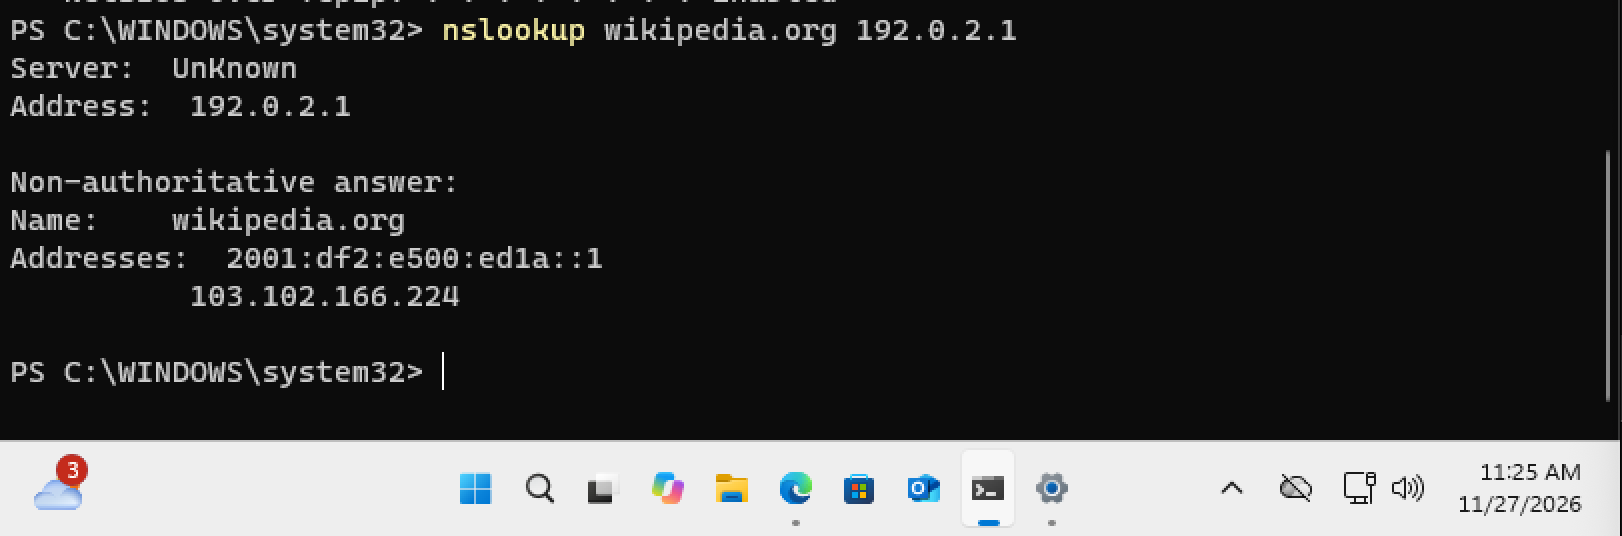 PS C:\WINDOWS\system32> nslookup wikipedia.org 192.0.2.1
Server:  UnKnown
Address:  192.0.2.1
Non-authoritative answer:
Name:    wikipedia.org
Addresses:  2001:df2:e500:ed1a::1
103.102.166.224
PS C:\WINDOWS\system32>
3
11:25 AM
11/27/2026